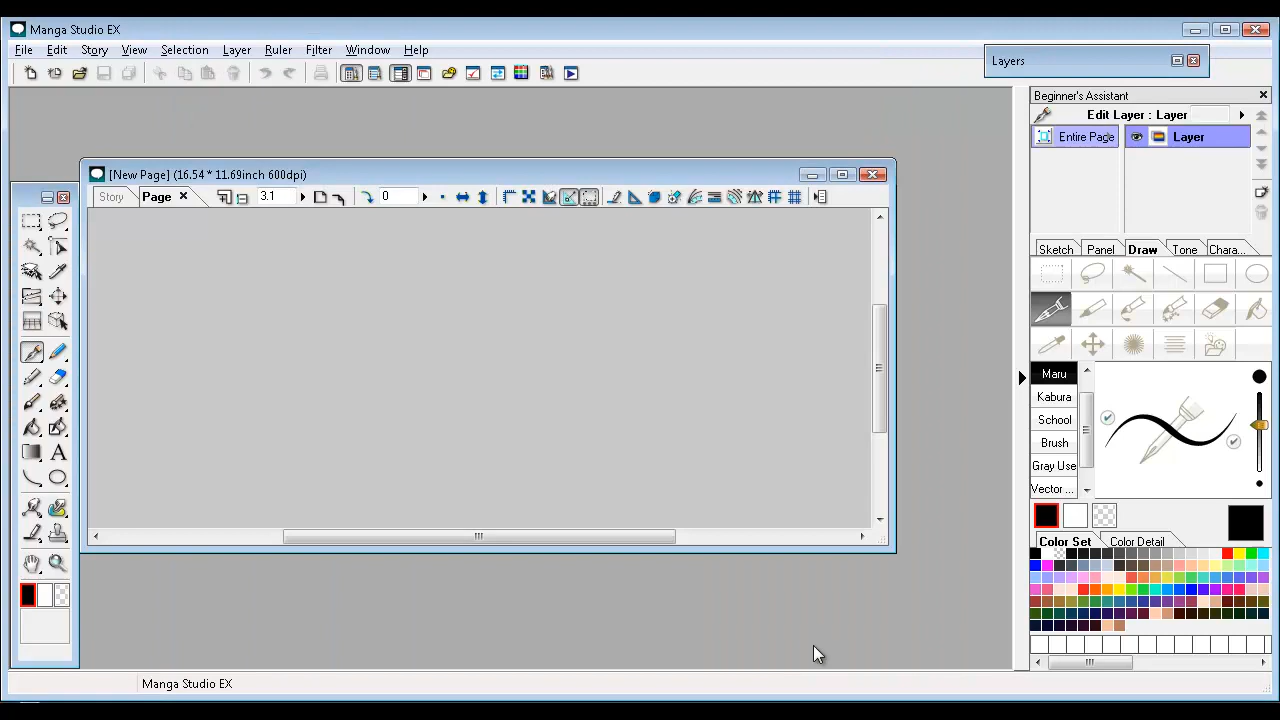 Manga Studio EX
File Edit Story View Selection Layer Ruler Filter Window Help
Layers
Beginner's Assistant
Edit Layer : Layer
Entire Page Layer
[New Page] (16.54 * 11.69inch 600dpi)
Story Page 3.1 0
Sketch Panel Draw Tone Chara...
Maru
Kabura
School
Brush
Gray Use
Vector ...
Color Set Color Detail
Manga Studio EX